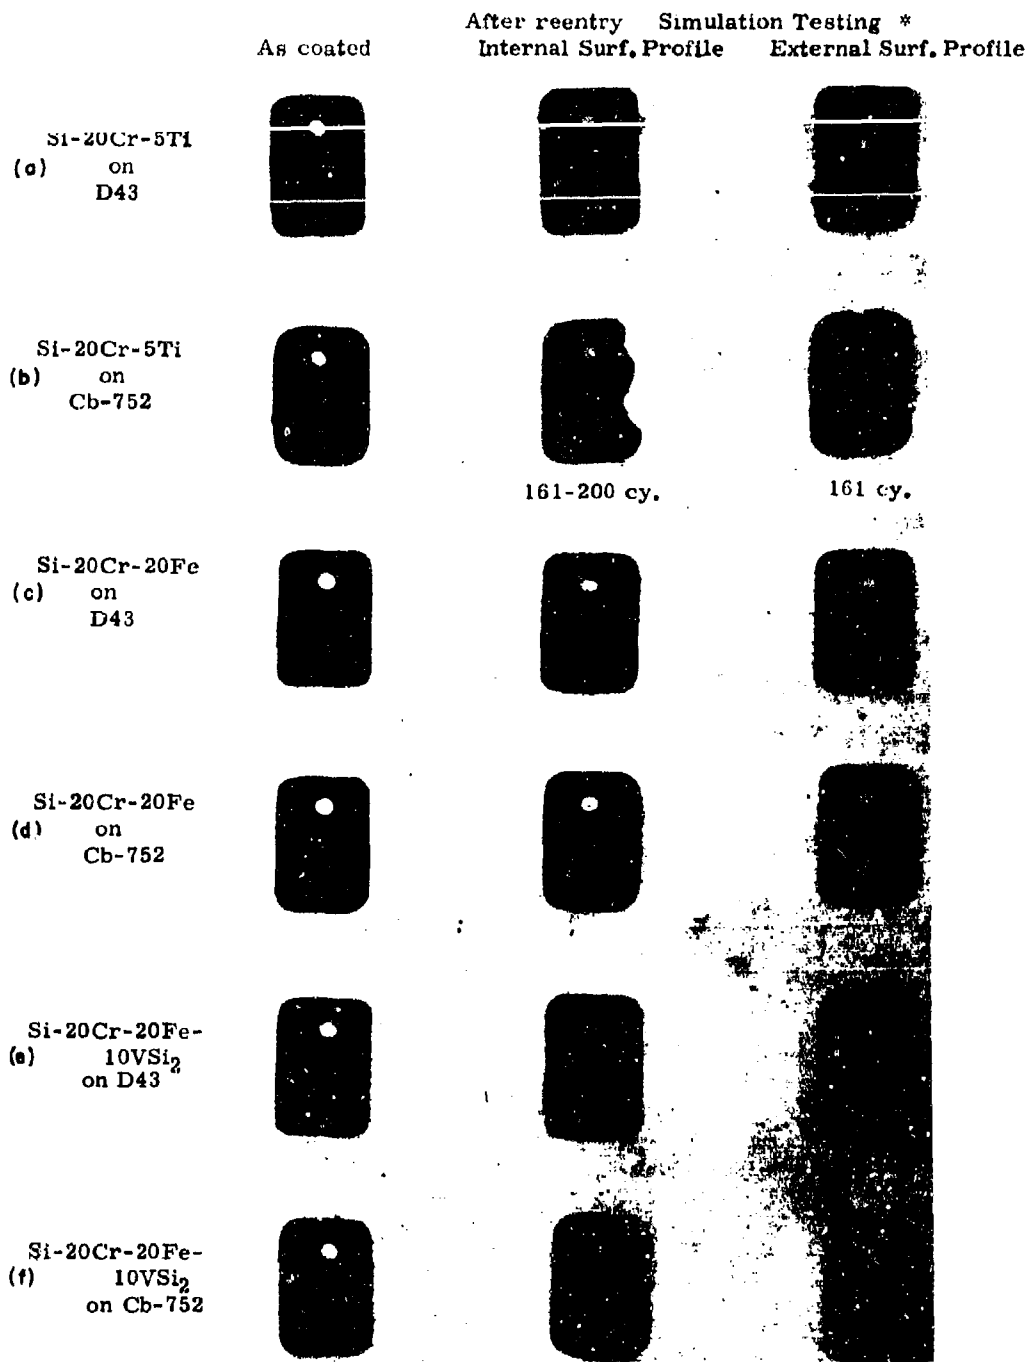 After reentry Simulation Testing *
As coated Internal Surf. Profile External Surf. Profile
(a) Si-20Cr-5Ti
on
D43
(b) Si-20Cr-5Ti
on
Cb-752
161-200 cy. 161 cy.
(c) Si-20Cr-20Fe
on
D43
(d) Si-20Cr-20Fe
on
Cb-752
(e) Si-20Cr-20Fe-
10VSi₂
on D43
(f) Si-20Cr-20Fe-
10VSi₂
on Cb-752